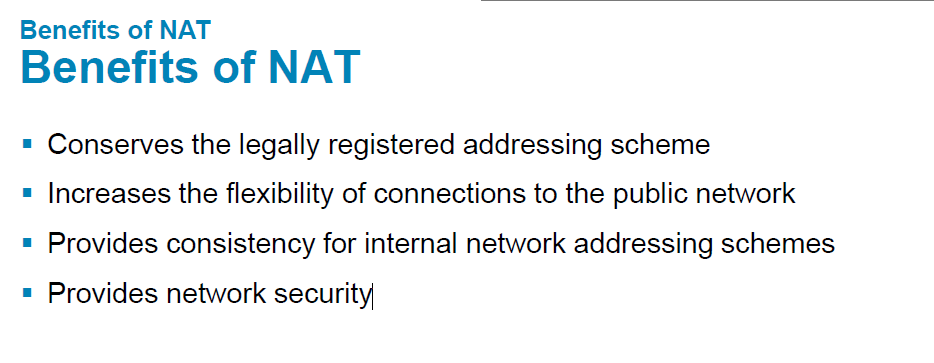 Benefits of NAT
Benefits of NAT
▪ Conserves the legally registered addressing scheme
▪ Increases the flexibility of connections to the public network
▪ Provides consistency for internal network addressing schemes
▪ Provides network security